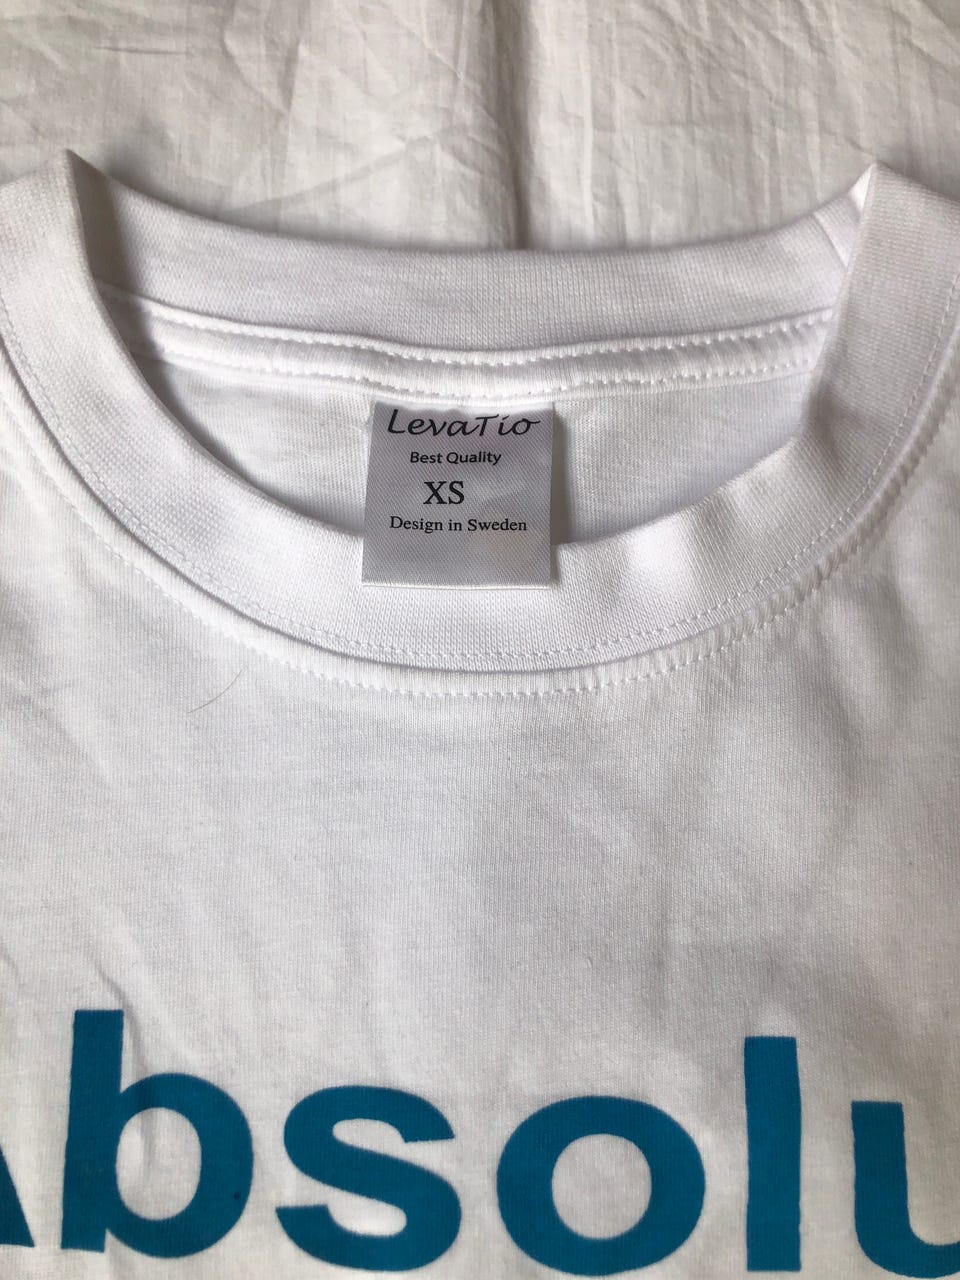 LevaTio
Best Quality
XS
Design in Sweden
Absolu